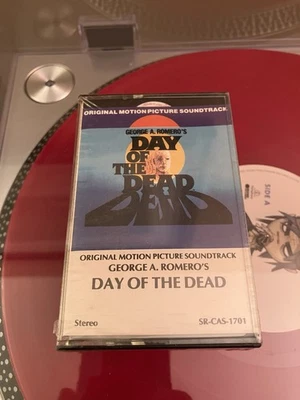 ORIGINAL MOTION PICTURE SOUNDTRACK
GEORGE A. ROMERO'S
DAY
OF
THE
DEAD
ORIGINAL MOTION PICTURE SOUNDTRACK
GEORGE A. ROMERO'S
DAY OF THE DEAD
Stereo
SR-CAS-1701
SIDE A